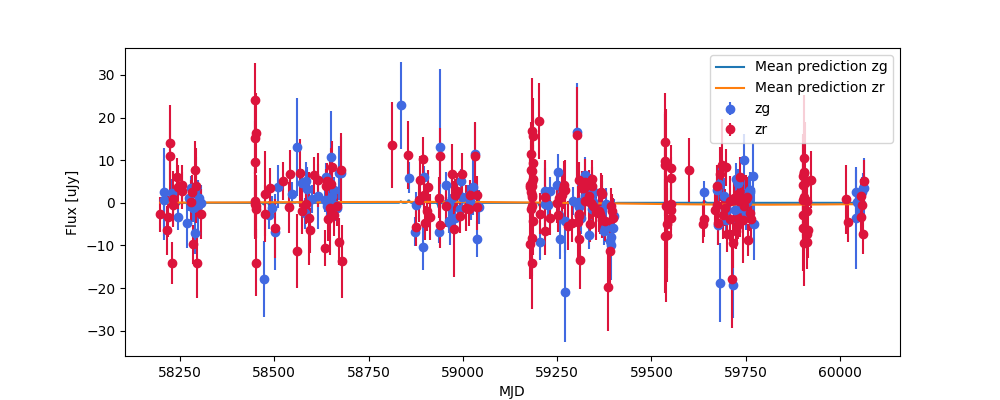 Mean prediction zg
Mean prediction zr
zg
zr
Flux [uJy]
30
20
10
0
−10
−20
−30
58250
58500
58750
59000
59250
59500
59750
60000
MJD